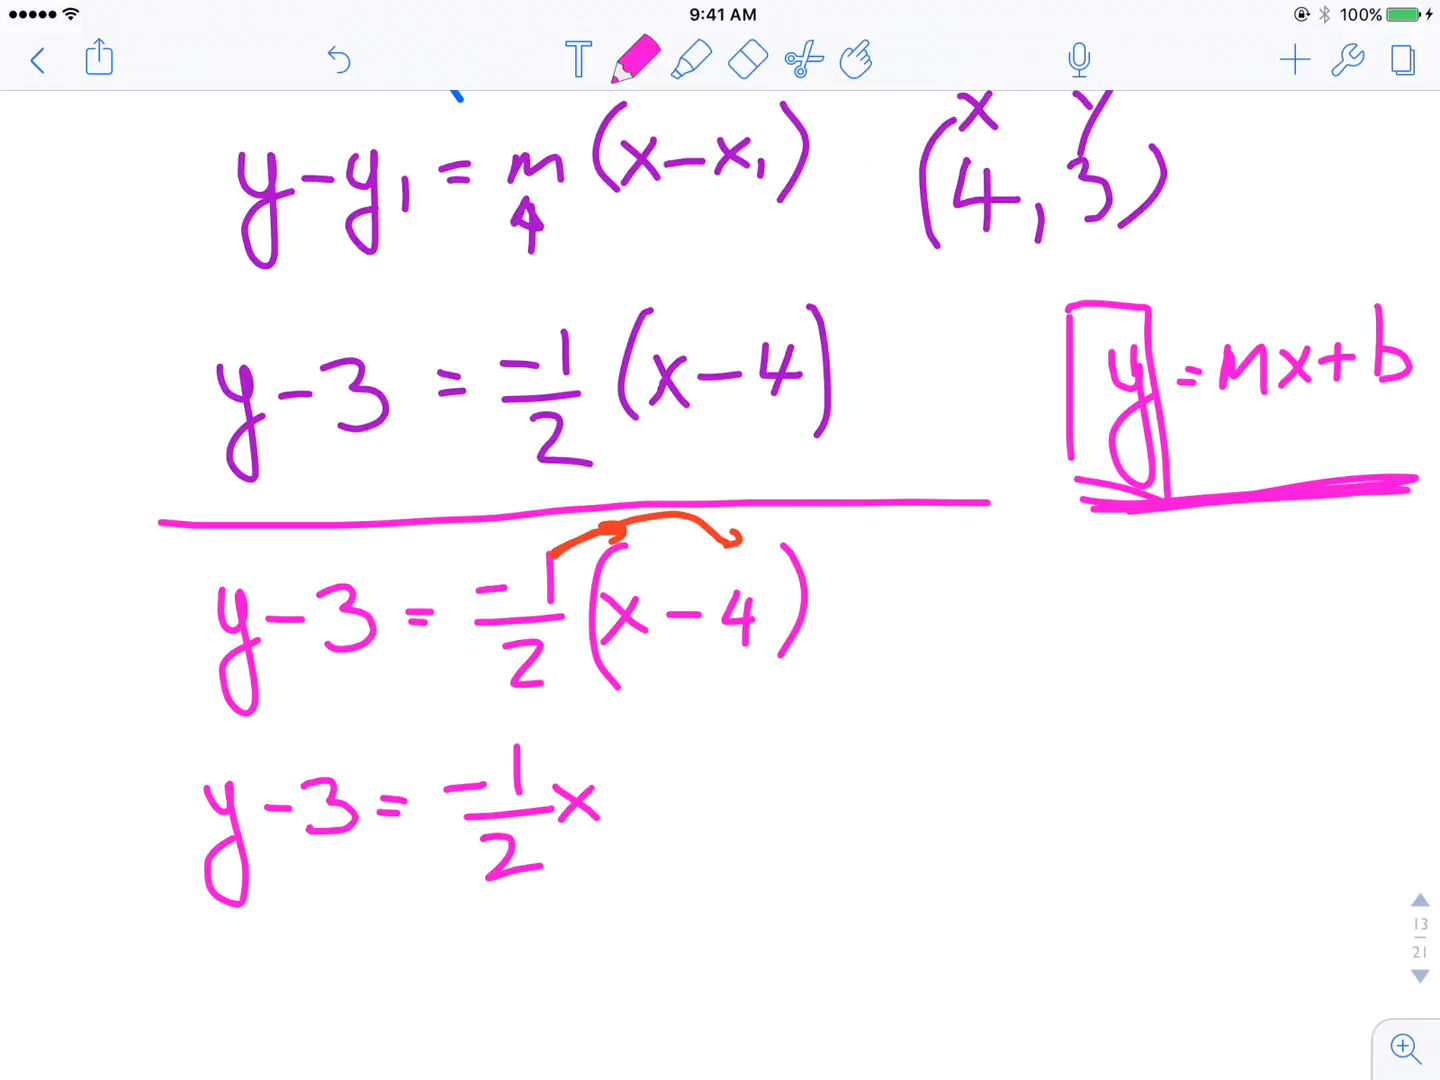 9:41 AM 100%
T
x y
y - y₁ = m (x - x₁) (4, 3)
y - 3 = -1/2 (x - 4) y = mx + b
y - 3 = -1/2 (x - 4)
y - 3 = -1/2 x
13
21